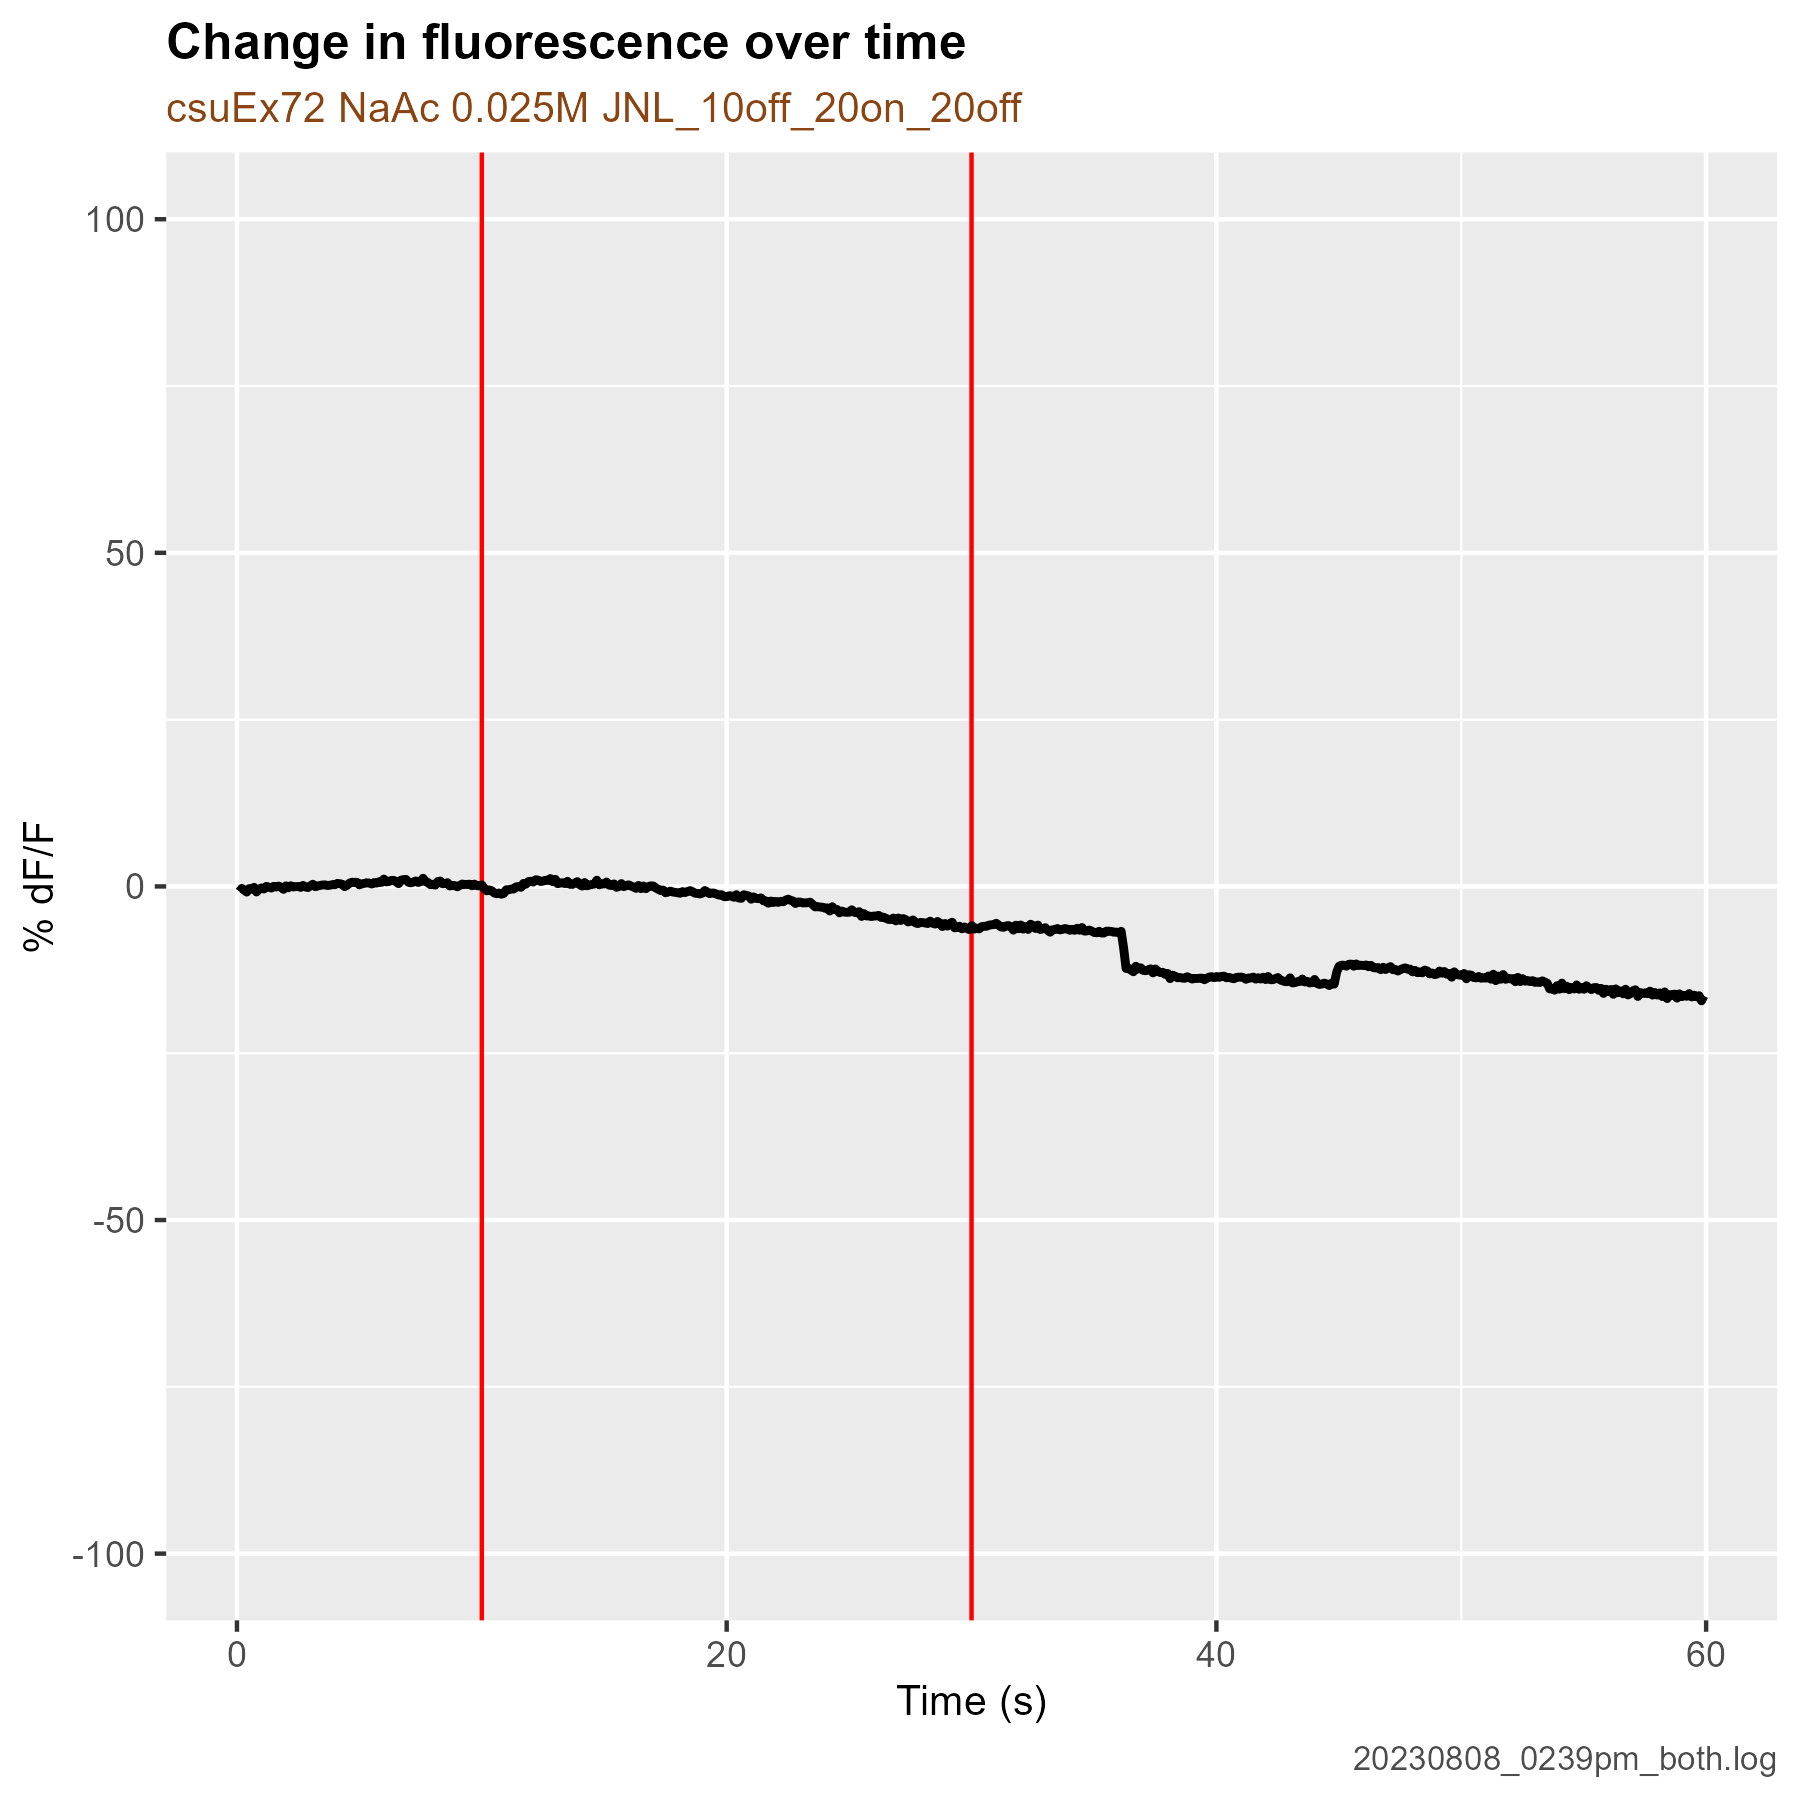 Change in fluorescence over time
csuEx72 NaAc 0.025M JNL_10off_20on_20off
100
50
0
-50
-100
% dF/F
0 20 40 60
Time (s)
20230808_0239pm_both.log